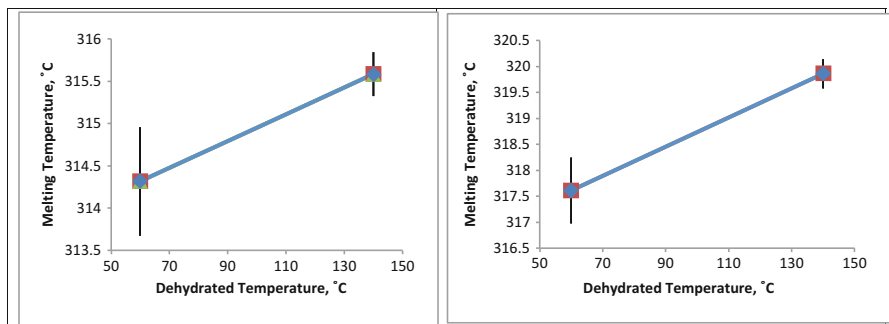 316
315.5
315
314.5
314
313.5
Melting Temperature, ˚C
50 70 90 110 130 150
Dehydrated Temperature, ˚C
320.5
320
319.5
319
318.5
318
317.5
317
316.5
Melting Temperature, ˚C
50 70 90 110 130 150
Dehydrated Temperature, ˚C